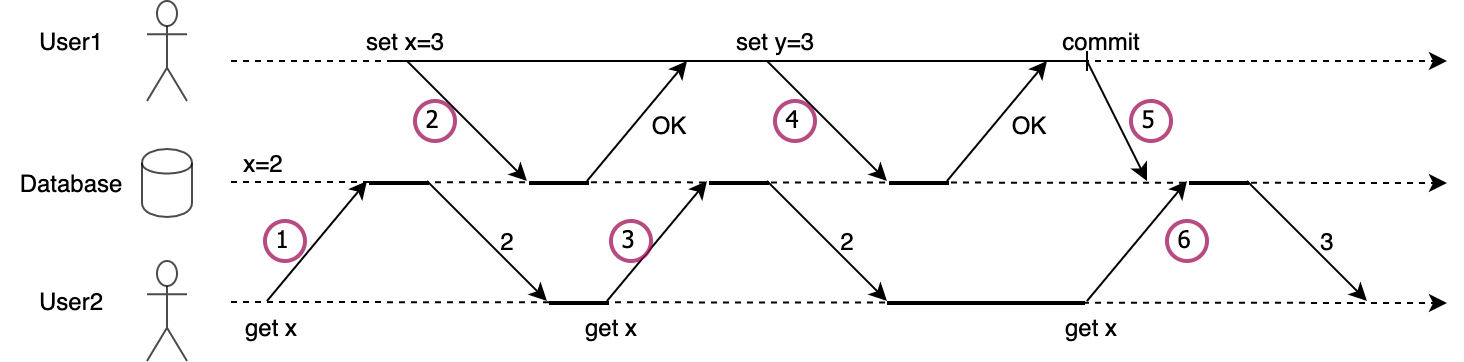 User1
set x=3
set y=3
commit
2
OK
4
OK
5
x=2
Database
1
2
3
2
6
3
User2
get x
get x
get x